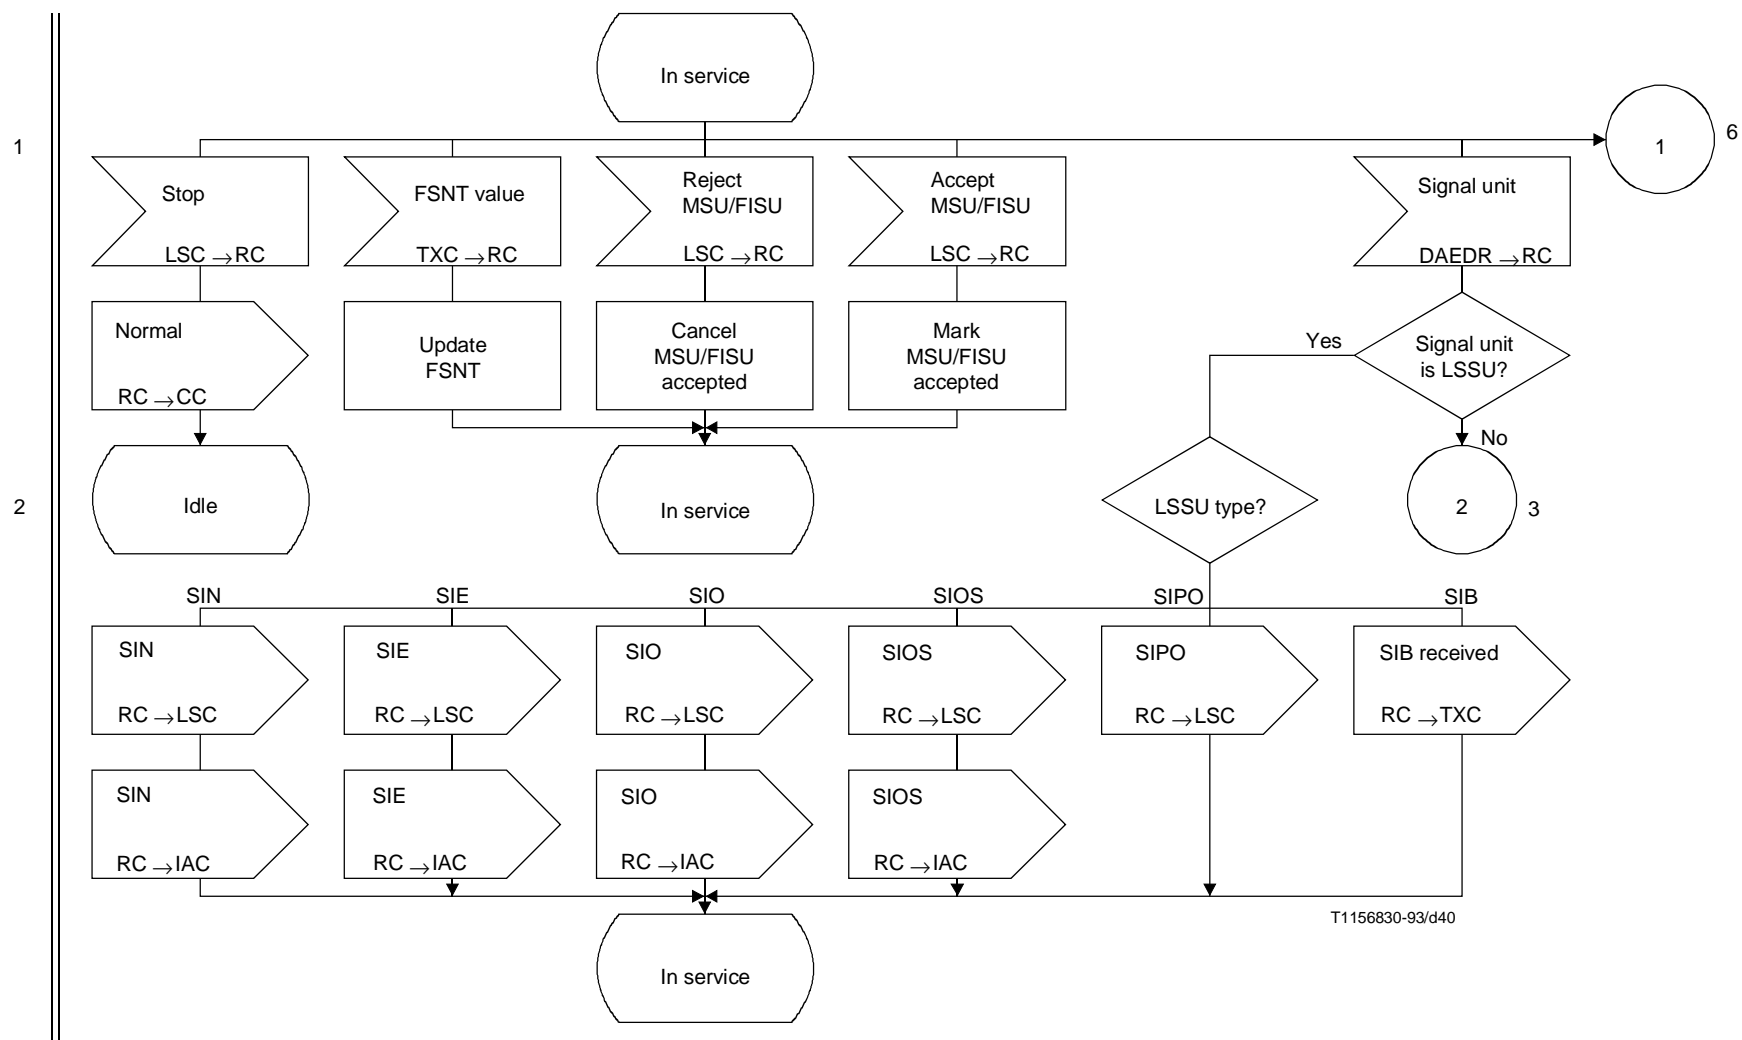 In service
1
6
1
Stop
LSC →RC
FSNT value
TXC →RC
Reject
MSU/FISU
LSC →RC
Accept
MSU/FISU
LSC →RC
Signal unit
DAEDR →RC
Normal
RC →CC
Update
FSNT
Cancel
MSU/FISU
accepted
Mark
MSU/FISU
accepted
Yes
Signal unit
is LSSU?
No
2
Idle
In service
LSSU type?
2
3
SIN
SIE
SIO
SIOS
SIPO
SIB
SIN
RC →LSC
SIE
RC →LSC
SIO
RC →LSC
SIOS
RC →LSC
SIPO
RC →LSC
SIB received
RC →TXC
SIN
RC →IAC
SIE
RC →IAC
SIO
RC →IAC
SIOS
RC →IAC
T1156830-93/d40
In service